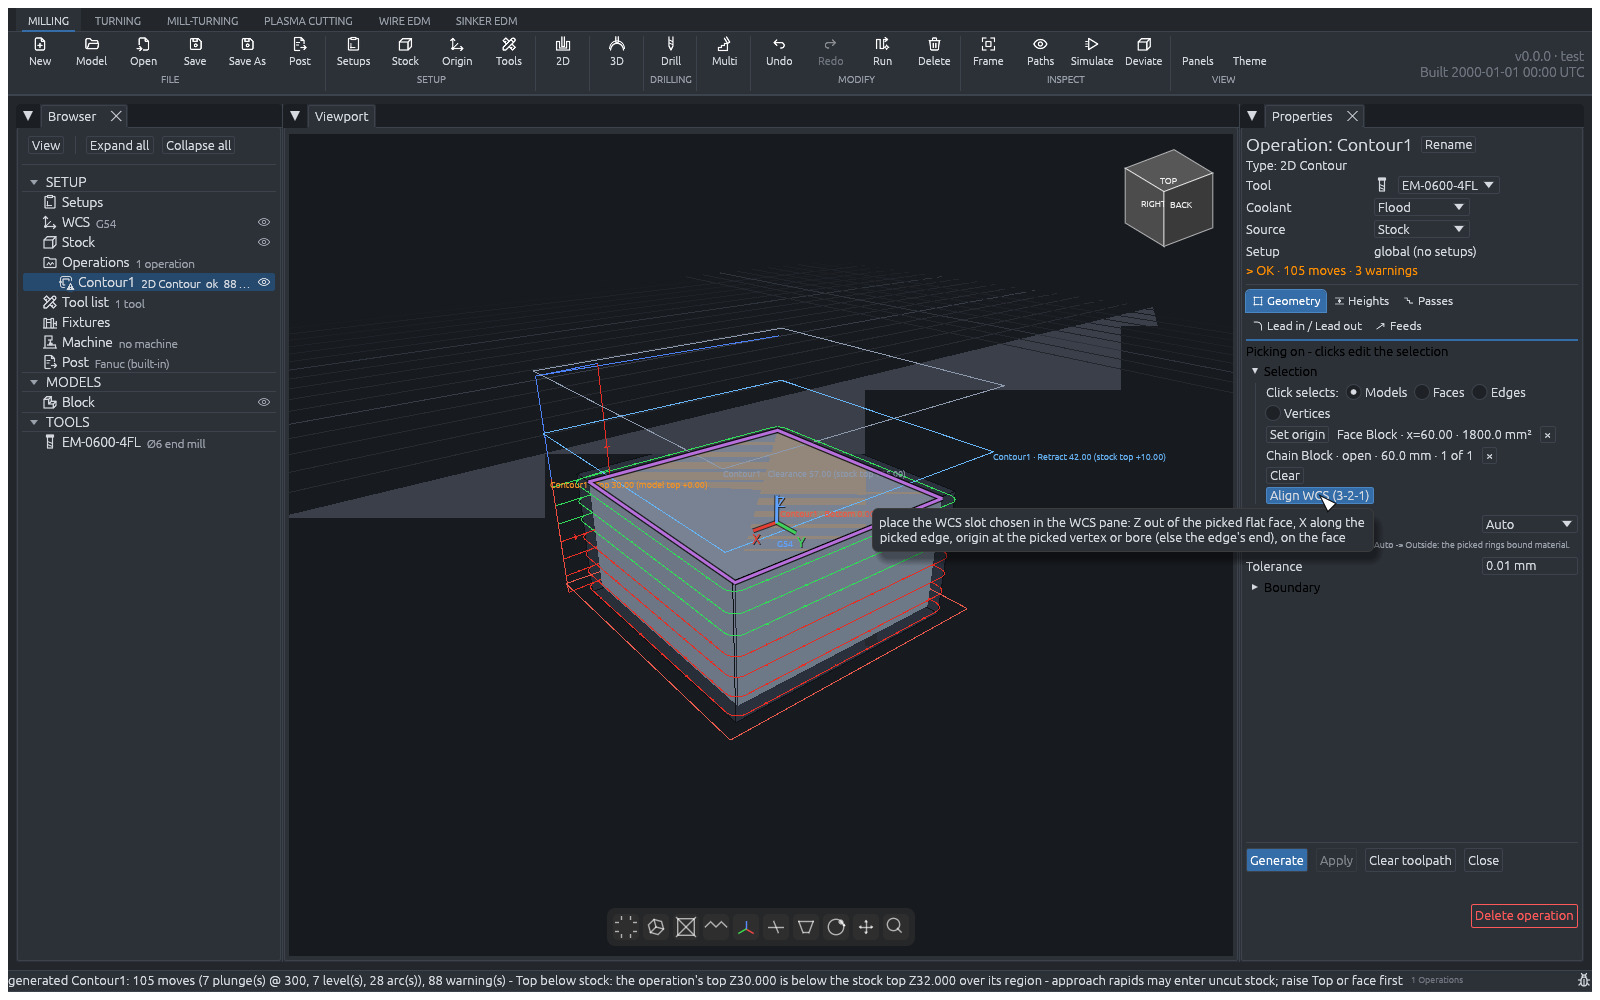 MILLING TURNING MILL-TURNING PLASMA CUTTING WIRE EDM SINKER EDM
New Model Open Save Save As Post Setups Stock Origin Tools 2D 3D Drill Multi Undo Redo Run Delete Frame Paths Simulate Deviate Panels Theme
FILE SETUP DRILLING MODIFY INSPECT VIEW
v0.0.0 · test
Built 2000-01-01 00:00 UTC
Browser
View Expand all Collapse all
SETUP
Setups
WCS G54
Stock
Operations 1 operation
Contour1 2D Contour ok 88 ...
Tool list 1 tool
Fixtures
Machine no machine
Post Fanuc (built-in)
MODELS
Block
TOOLS
EM-0600-4FL Ø6 end mill
Viewport
TOP
RIGHT BACK
Contour1 · Retract 42.00 (stock top +10.00)
Z
X
Y
G54
Properties
Operation: Contour1 Rename
Type: 2D Contour
Tool EM-0600-4FL
Coolant Flood
Source Stock
Setup global (no setups)
> OK · 105 moves · 3 warnings
Geometry Heights Passes
Lead in / Lead out Feeds
Picking on - clicks edit the selection
Selection
Click selects: Models Faces Edges
Vertices
Set origin Face Block · x=60.00 · 1800.0 mm² ×
Chain Block · open · 60.0 mm · 1 of 1 ×
Clear
Align WCS (3-2-1)
place the WCS slot chosen in the WCS pane: Z out of the picked flat face, X along the
picked edge, origin at the picked vertex or bore (else the edge's end), on the face
Auto
Auto -> Outside: the picked rings bound material.
Tolerance 0.01 mm
Boundary
Generate Apply Clear toolpath Close
Delete operation
generated Contour1: 105 moves (7 plunge(s) @ 300, 7 level(s), 28 arc(s)), 88 warning(s) - Top below stock: the operation's top Z30.000 is below the stock top Z32.000 over its region - approach rapids may enter uncut stock; raise Top or face first 1 Operations